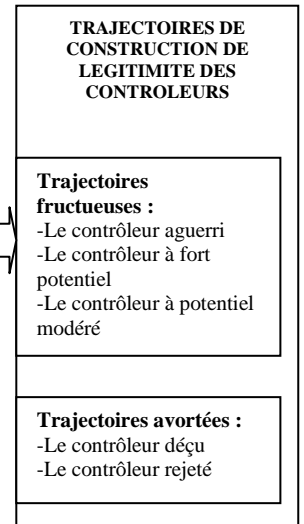 TRAJECTOIRES DE
CONSTRUCTION DE
LEGITIMITE DES
CONTROLEURS
Trajectoires
fructueuses :
-Le contrôleur aguerri
-Le contrôleur à fort
potentiel
-Le contrôleur à potentiel
modéré
Trajectoires avortées :
-Le contrôleur déçu
-Le contrôleur rejeté